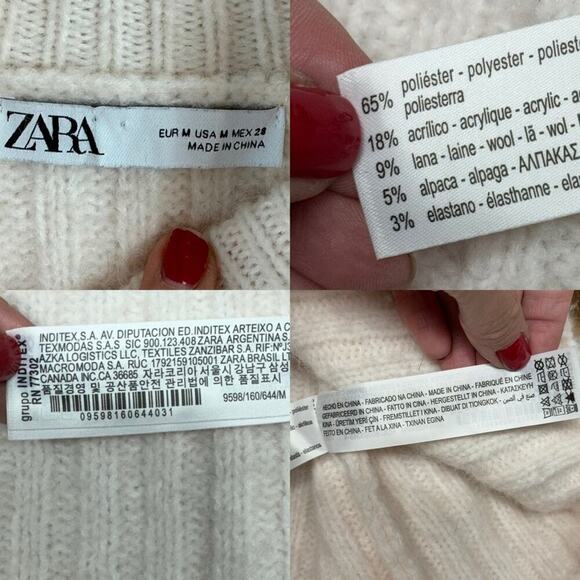 ZARA
EUR M USA M MEX 28
MADE IN CHINA
65% poliéster - polyester - poliest
poliesterra
18% acrílico - acrylique - acrylic -
9% lana - laine - wool - lã - wol -
5% alpaca - alpaga - ΑΛΠΑΚΑΣ
3% elastano - élasthanne - elas
grupo INDITEX
RN 77302
INDITEX,S.A. AV. DIPUTACION ED.INDITEX ARTEIXO A C
TEXMODAS S.A.S SIC 900.123.408 ZARA ARGENTINA S.
AZKA LOGISTICS LLC, TEXTILES ZANZIBAR S.A. RIF: NºJ3
MACROMODA S.A. RUC 1792159105001 ZARA BRASIL LT
CANADA INC CA 36685 자라코리아 서울시 강남구 삼성
품질경영 및 공산품안전 관리법에 의한 품질표시
09598160644031
9598/160/644/M
HECHO EN CHINA - FABRICADO NA CHINA - MADE IN CHINA - FABRIQUÉ EN CHINE
GEFABRICEERD IN CHINA - FATTO IN CINA - HERGESTELLT IN CHINA -
KINA - ÜRETİM YERİ ÇİN - FREMSTILLET I KINA - DIBUAT DI TIONGKOK -
FEITO EN CHINA - FET A LA XINA - TXINAN EGINA